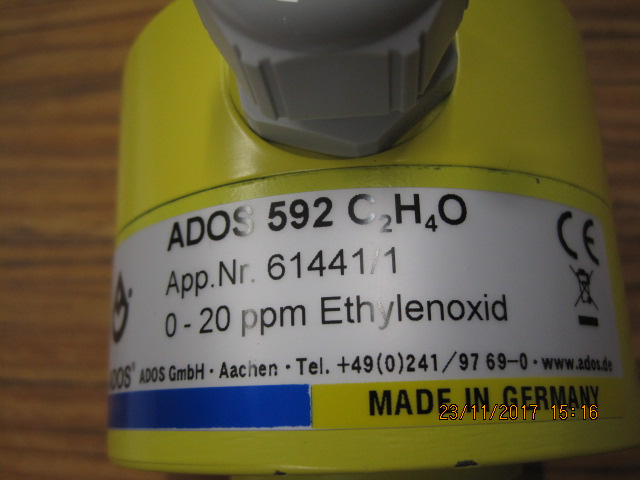 ADOS 592 C₂H₄O
App.Nr. 61441/1
0 - 20 ppm Ethylenoxid
ADOS® ADOS GmbH · Aachen · Tel. +49(0)241/97 69-0 · www.ados.de
CE
MADE IN GERMANY
23/11/2017 15:16